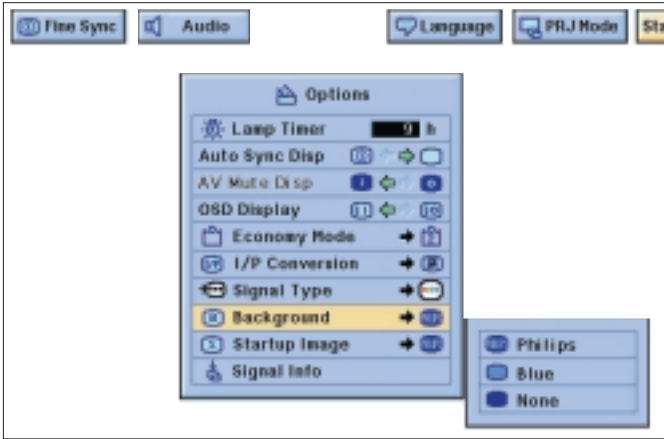 Fine Sync Audio Language PRJ Mode
Options
Lamp Timer 9 h
Auto Sync Disp
AV Mute Disp
OSD Display
Economy Mode
I/P Conversion
Signal Type
Background
Startup Image
Signal Info
Philips
Blue
None